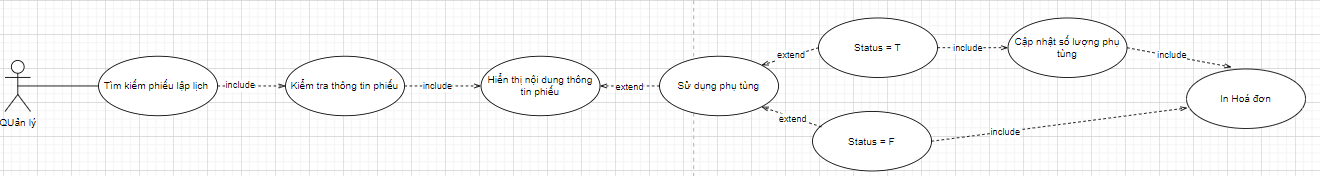 QUản lý
Tìm kiếm phiếu lập lịch
include
Kiểm tra thông tin phiếu
include
Hiển thị nội dung thông
tin phiếu
extend
Sử dụng phụ tùng
extend
Status = T
include
Cập nhật số lượng phụ
tùng
include
extend
Status = F
include
In Hoá đơn